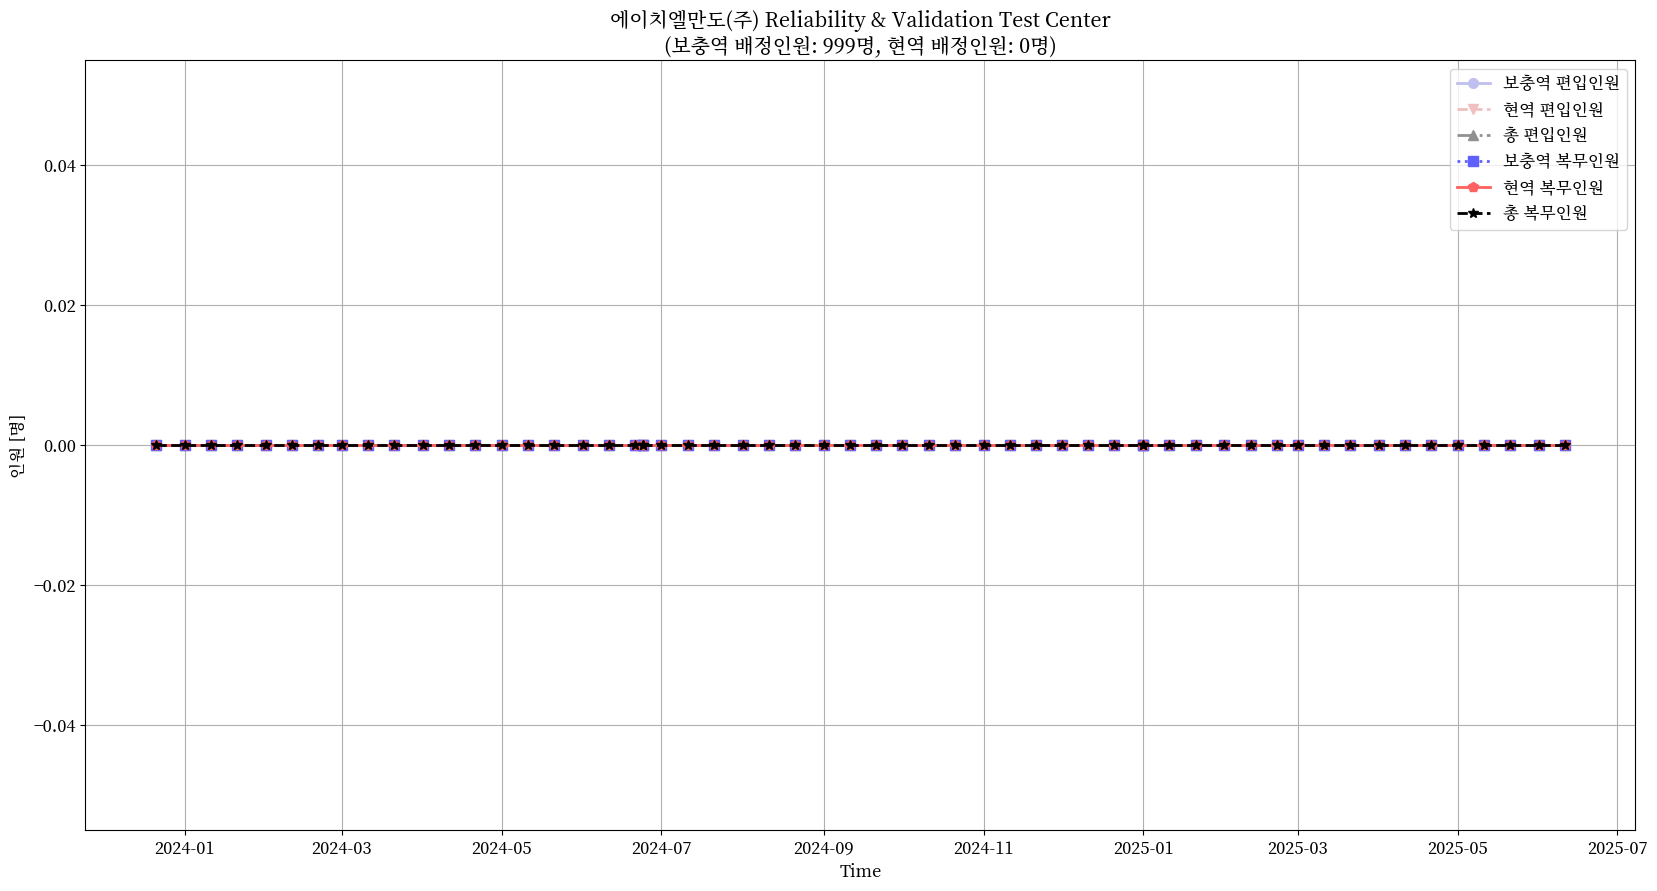 에이치엘만도(주) Reliability & Validation Test Center
(보충역 배정인원: 999명, 현역 배정인원: 0명)
보충역 편입인원
현역 편입인원
총 편입인원
보충역 복무인원
현역 복무인원
총 복무인원
인원 [명]
0.04
0.02
0.00
−0.02
−0.04
2024-01 2024-03 2024-05 2024-07 2024-09 2024-11 2025-01 2025-03 2025-05 2025-07
Time